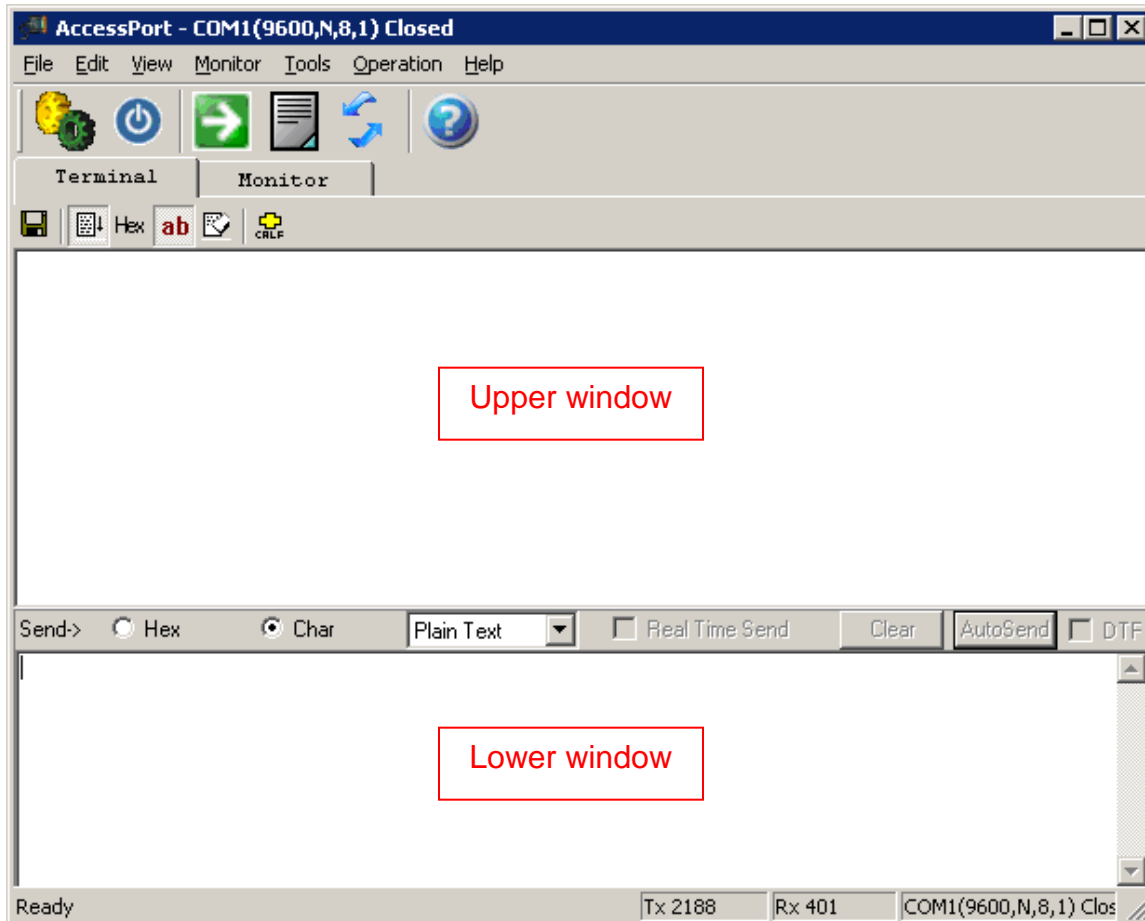 AccessPort - COM1(9600,N,8,1) Closed
File Edit View Monitor Tools Operation Help
Terminal Monitor
Hex ab CRLF
Upper window
Send-> Hex Char Plain Text Real Time Send Clear AutoSend DTF
Lower window
Ready Tx 2188 Rx 401 COM1(9600,N,8,1) Clos